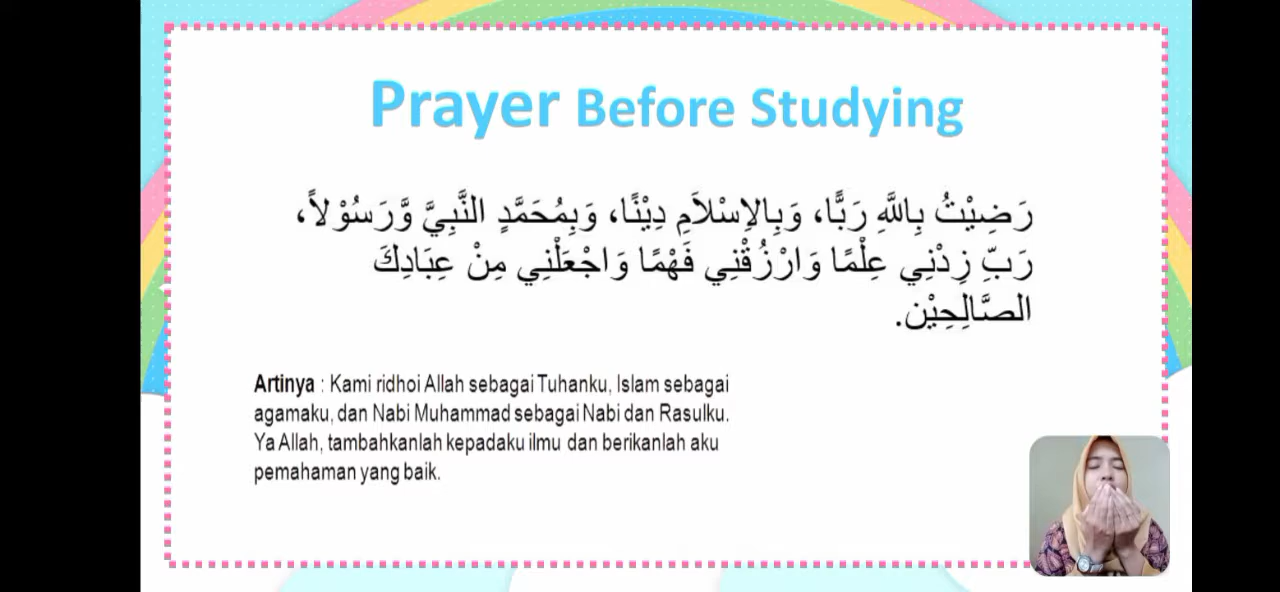 Prayer Before Studying
رَضِيْتُ بِاللَّهِ رَبًّا، وَبِالاِسْلاَمِ دِيْنًا، وَبِمُحَمَّدٍ النَّبِيَّ وَّرَسُوْلاً،
رَبِّ زِدْنِي عِلْمًا وَارْزُقْنِي فَهْمًا وَاجْعَلْنِي مِنْ عِبَادِكَ
الصَّالِحِيْن.
Artinya : Kami ridhoi Allah sebagai Tuhanku, Islam sebagai
agamaku, dan Nabi Muhammad sebagai Nabi dan Rasulku.
Ya Allah, tambahkanlah kepadaku ilmu dan berikanlah aku
pemahaman yang baik.